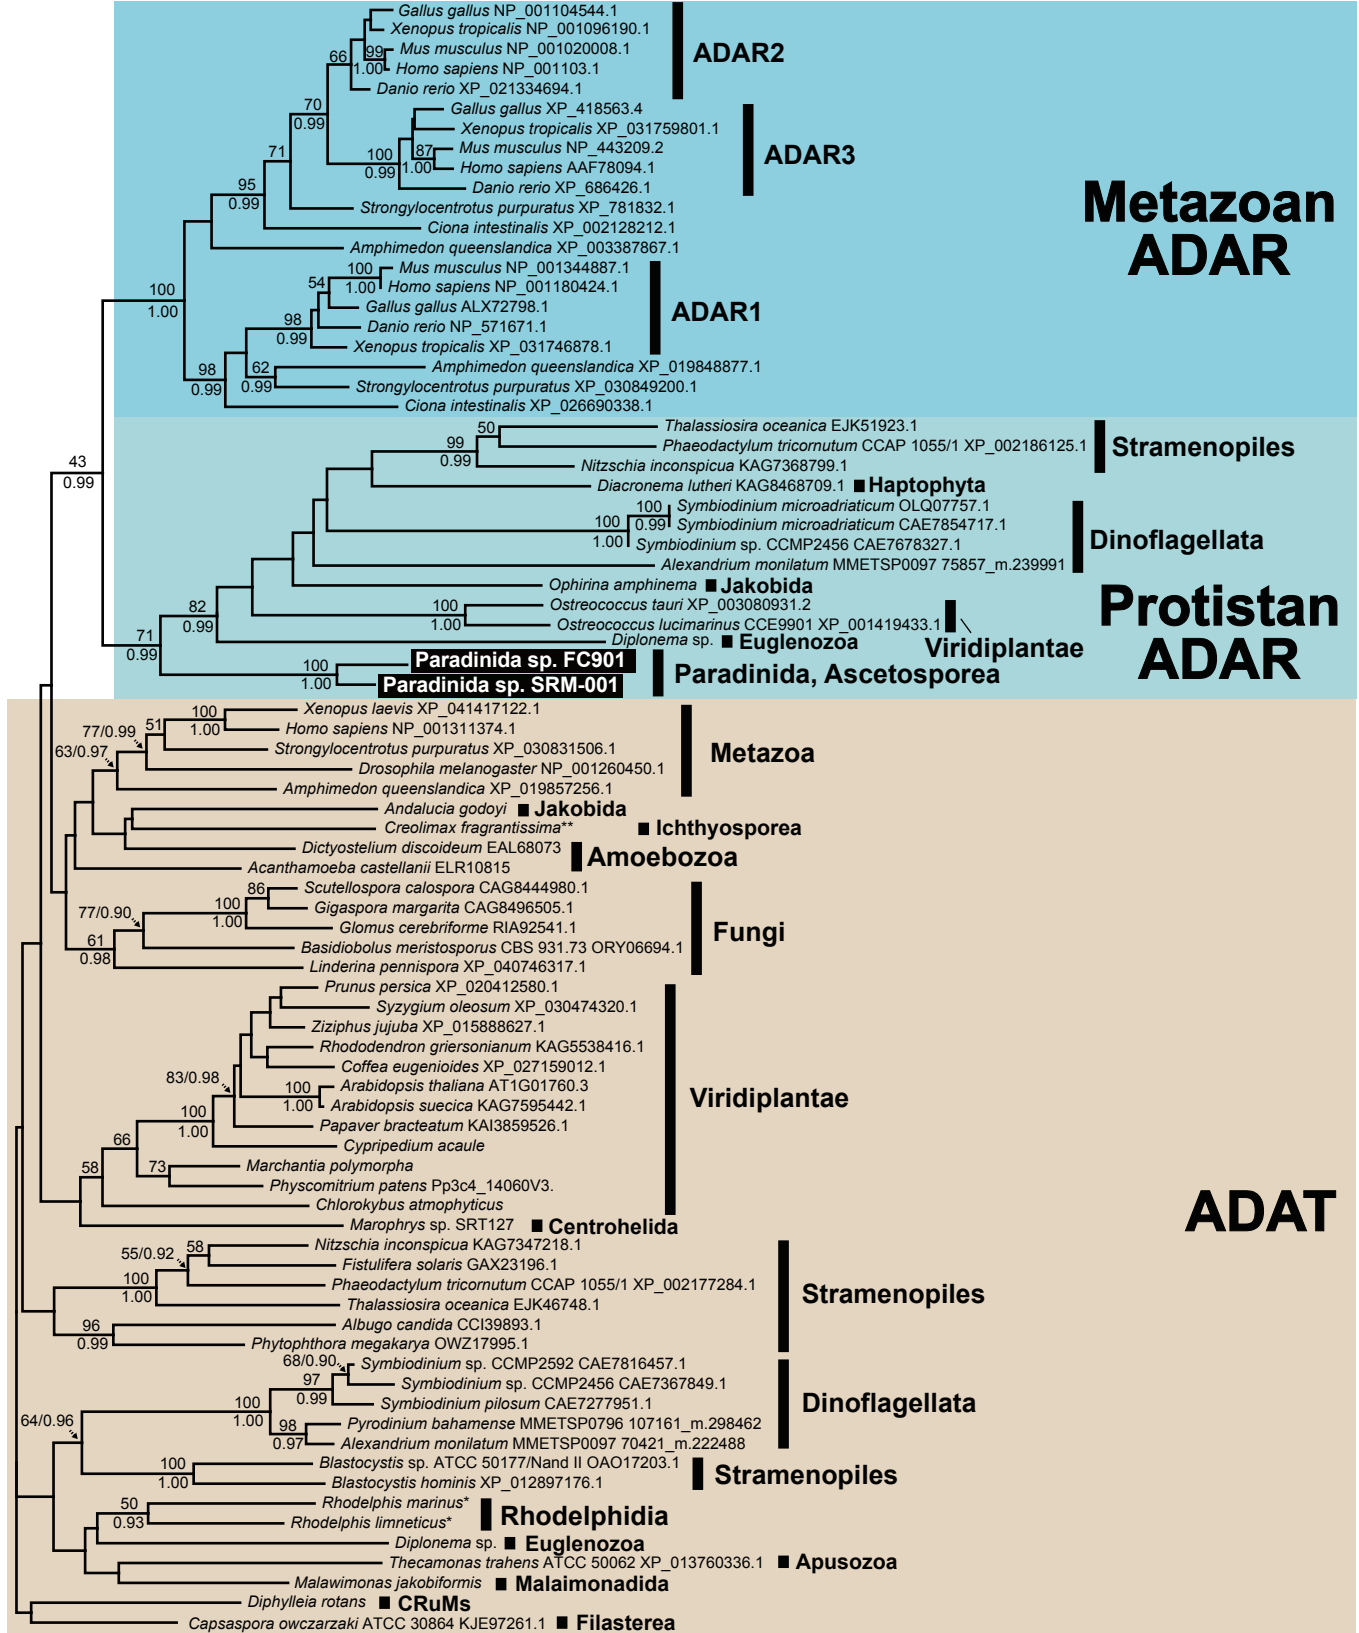 Gallus gallus NP_001104544.1
Xenopus tropicalis NP_001096190.1
99 Mus musculus NP_001020008.1
66
ADAR2
1.00 Homo sapiens NP_001103.1
Danio rerio XP_021334694.1
70
0.99
Gallus gallus XP_418563.4
Xenopus tropicalis XP_031759801.1
71
100
0.99
87
1.00
Mus musculus NP_443209.2
ADAR3
Homo sapiens AAF78094.1
Danio rerio XP_686426.1
95
0.99
Strongylocentrotus purpuratus XP_781832.1
Metazoan
ADAR
Ciona intestinalis XP_002128212.1
Amphimedon queenslandica XP_003387867.1
100
1.00
Mus musculus NP_001344887.1
Homo sapiens NP_001180424.1
54
100
1.00
Gallus gallus ALX72798.1
ADAR1
98
0.99
Danio rerio NP_571671.1
Xenopus tropicalis XP_031746878.1
98
0.99
62
0.99
Amphimedon queenslandica XP_019848877.1
Strongylocentrotus purpuratus XP_030849200.1
Ciona intestinalis XP_026690338.1
43
0.99
50
Thalassiosira oceanica EJK51923.1
99
0.99
Phaeodactylum tricornutum CCAP 1055/1 XP_002186125.1
Stramenopiles
Nitzschia inconspicua KAG7368799.1
Diacronema lutheri KAG8468709.1 Haptophyta
100
0.99
Symbiodinium microadriaticum OLQ07757.1
Symbiodinium microadriaticum CAE7854717.1
100
1.00
Symbiodinium sp. CCMP2456 CAE7678327.1
Dinoflagellata
Alexandrium monilatum MMETSP0097 75857_m.239991
Ophirina amphinema Jakobida
Protistan
ADAR
82
0.99
100
1.00
Ostreococcus tauri XP_003080931.2
Ostreococcus lucimarinus CCE9901 XP_001419433.1
Viridiplantae
Diplonema sp. Euglenozoa
71
0.99
100
1.00
Paradinida sp. FC901
Paradinida sp. SRM-001
Paradinida, Ascetosporea
77/0.99
63/0.97
51
100
1.00
Xenopus laevis XP_041417122.1
Homo sapiens NP_001311374.1
Strongylocentrotus purpuratus XP_030831506.1
Metazoa
Drosophila melanogaster NP_001260450.1
Amphimedon queenslandica XP_019857256.1
Andalucia godoyi Jakobida
Creolimax fragrantissima** Ichthyosporea
Dictyostelium discoideum EAL68073
Amoebozoa
Acanthamoeba castellanii ELR10815
77/0.90
86
100
1.00
Scutellospora calospora CAG8444980.1
Gigaspora margarita CAG8496505.1
Glomus cerebriforme RIA92541.1
Fungi
61
0.98
Basidiobolus meristosporus CBS 931.73 ORY06694.1
Linderina pennispora XP_040746317.1
Prunus persica XP_020412580.1
Syzygium oleosum XP_030474320.1
Ziziphus jujuba XP_015888627.1
Rhododendron griersonianum KAG5538416.1
Coffea eugenioides XP_027159012.1
83/0.98
100
1.00
Arabidopsis thaliana AT1G01760.3
Viridiplantae
Arabidopsis suecica KAG7595442.1
100
1.00
Papaver bracteatum KAI3859526.1
Cypripedium acaule
66
58
73
Marchantia polymorpha
Physcomitrium patens Pp3c4_14060V3.
Chlorokybus atmophyticus
ADAT
Marophrys sp. SRT127 Centrohelida
55/0.92
58
Nitzschia inconspicua KAG7347218.1
Fistulifera solaris GAX23196.1
100
1.00
Phaeodactylum tricornutum CCAP 1055/1 XP_002177284.1
Stramenopiles
Thalassiosira oceanica EJK46748.1
96
0.99
Albugo candida CCI39893.1
Phytophthora megakarya OWZ17995.1
68/0.90
Symbiodinium sp. CCMP2592 CAE7816457.1
97
0.99
Symbiodinium sp. CCMP2456 CAE7367849.1
Symbiodinium pilosum CAE7277951.1
Dinoflagellata
64/0.96
100
1.00
98
0.97
Pyrodinium bahamense MMETSP0796 107161_m.298462
Alexandrium monilatum MMETSP0097 70421_m.222488
100
1.00
Blastocystis sp. ATCC 50177/Nand II OAO17203.1
Stramenopiles
Blastocystis hominis XP_012897176.1
50
0.93
Rhodelphis marinus*
Rhodelphidia
Rhodelphis limneticus*
Diplonema sp. Euglenozoa
Thecamonas trahens ATCC 50062 XP_013760336.1 Apusozoa
Malawimonas jakobiformis Malaimonadida
Diphylleia rotans CRuMs
Capsaspora owczarzaki ATCC 30864 KJE97261.1 Filasterea